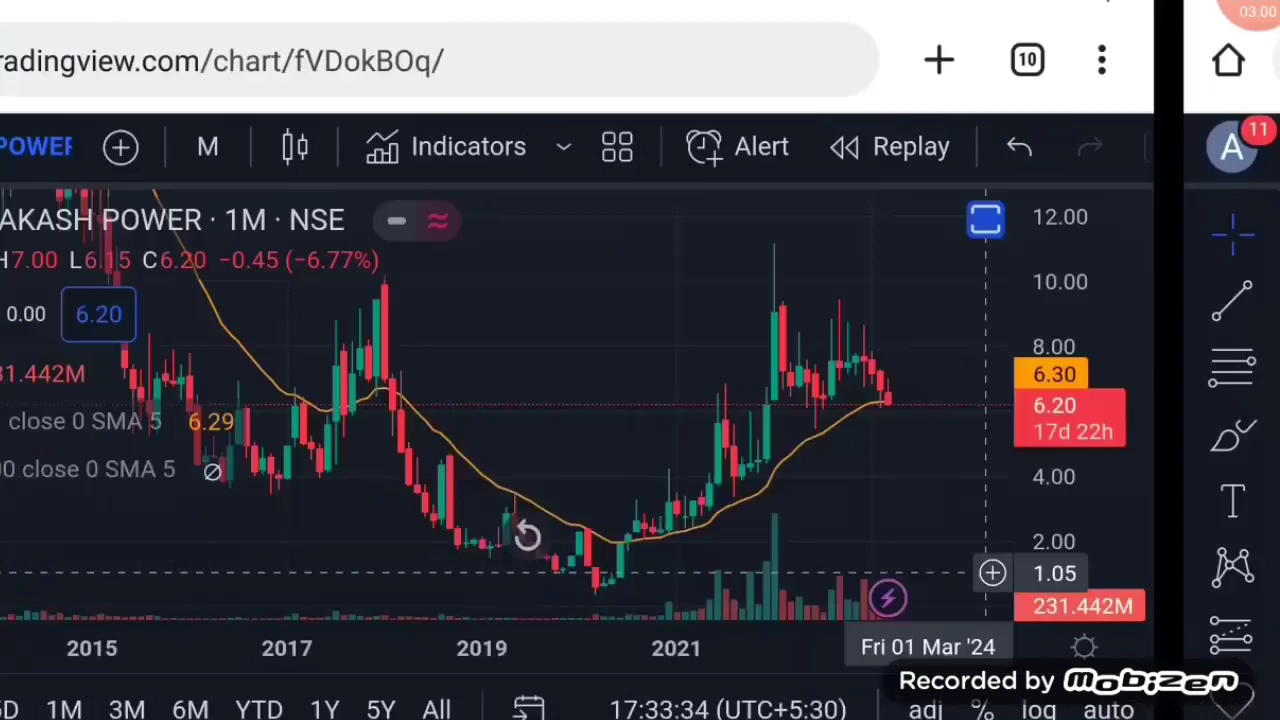 03:00
radingview.com/chart/fVDokBOq/
10
POWER
M
Indicators
Alert
Replay
A
11
AKASH POWER · 1M · NSE
H7.00 L6.15 C6.20 −0.45 (−6.77%)
0.00
6.20
31.442M
close 0 SMA 5 6.29
00 close 0 SMA 5 ∅
12.00
10.00
8.00
6.30
6.20
17d 22h
4.00
2.00
1.05
231.442M
2015 2017 2019 2021 Fri 01 Mar '24
Recorded by Mobizen
5D 1M 3M 6M YTD 1Y 5Y All 17:33:34 (UTC+5:30) adj % log auto